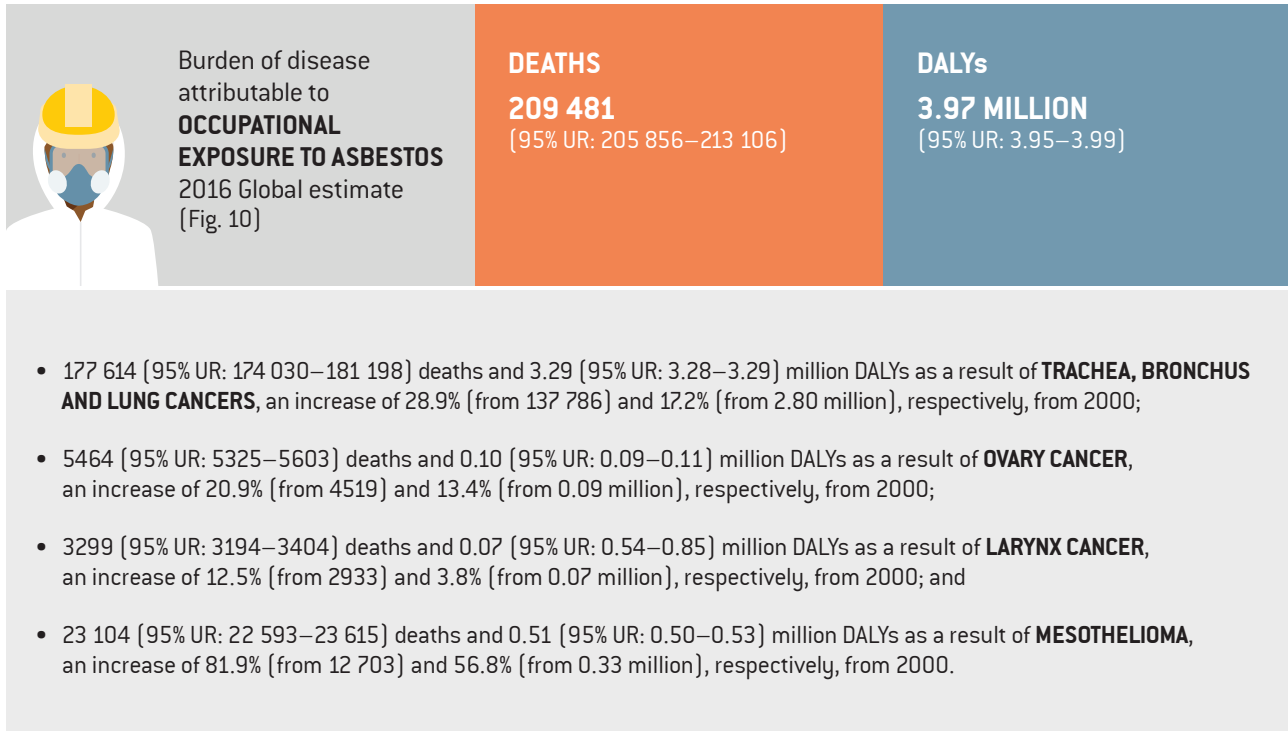 Burden of disease
attributable to
OCCUPATIONAL
EXPOSURE TO ASBESTOS
2016 Global estimate
(Fig. 10)
DEATHS
209 481
(95% UR: 205 856–213 106)
DALYs
3.97 MILLION
(95% UR: 3.95–3.99)
• 177 614 (95% UR: 174 030–181 198) deaths and 3.29 (95% UR: 3.28–3.29) million DALYs as a result of TRACHEA, BRONCHUS
AND LUNG CANCERS, an increase of 28.9% (from 137 786) and 17.2% (from 2.80 million), respectively, from 2000;
• 5464 (95% UR: 5325–5603) deaths and 0.10 (95% UR: 0.09–0.11) million DALYs as a result of OVARY CANCER,
an increase of 20.9% (from 4519) and 13.4% (from 0.09 million), respectively, from 2000;
• 3299 (95% UR: 3194–3404) deaths and 0.07 (95% UR: 0.54–0.85) million DALYs as a result of LARYNX CANCER,
an increase of 12.5% (from 2933) and 3.8% (from 0.07 million), respectively, from 2000; and
• 23 104 (95% UR: 22 593–23 615) deaths and 0.51 (95% UR: 0.50–0.53) million DALYs as a result of MESOTHELIOMA,
an increase of 81.9% (from 12 703) and 56.8% (from 0.33 million), respectively, from 2000.